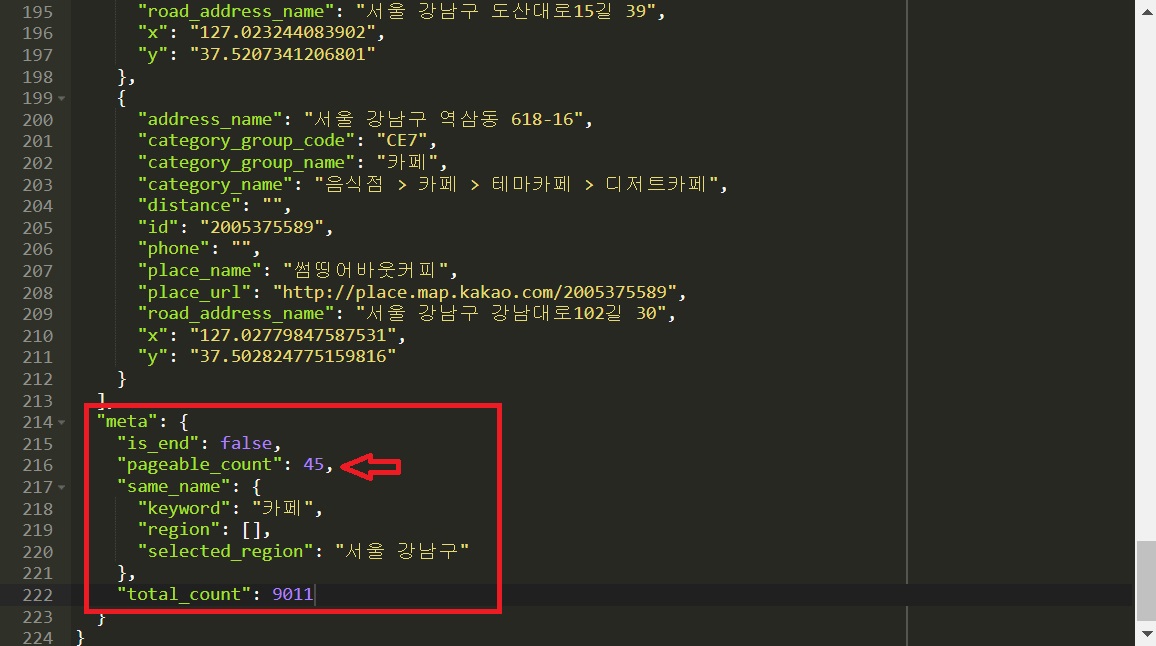 195 "road_address_name": "서울 강남구 도산대로15길 39",
196 "x": "127.023244083902",
197 "y": "37.5207341206801"
198 },
199 {
200 "address_name": "서울 강남구 역삼동 618-16",
201 "category_group_code": "CE7",
202 "category_group_name": "카페",
203 "category_name": "음식점 > 카페 > 테마카페 > 디저트카페",
204 "distance": "",
205 "id": "2005375589",
206 "phone": "",
207 "place_name": "썸띵어바웃커피",
208 "place_url": "http://place.map.kakao.com/2005375589",
209 "road_address_name": "서울 강남구 강남대로102길 30",
210 "x": "127.02779847587531",
211 "y": "37.502824775159816"
212 }
213 ],
214 "meta": {
215 "is_end": false,
216 "pageable_count": 45,
217 "same_name": {
218 "keyword": "카페",
219 "region": [],
220 "selected_region": "서울 강남구"
221 },
222 "total_count": 9011
223 }
224 }